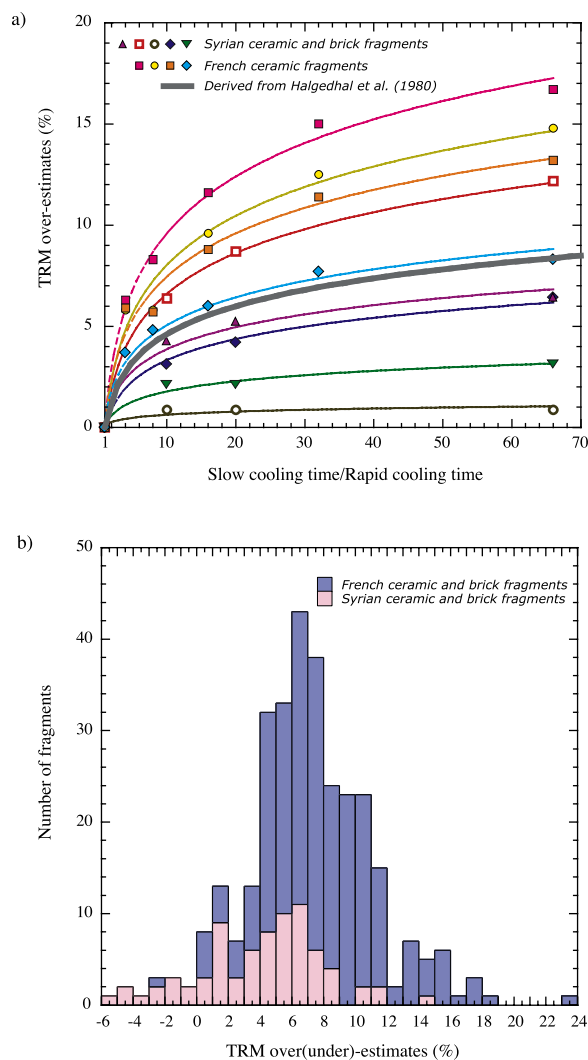 a)
20
15
10
5
0
TRM over-estimates (%)
Syrian ceramic and brick fragments
French ceramic fragments
Derived from Halgedhal et al. (1980)
1 10 20 30 40 50 60 70
Slow cooling time/Rapid cooling time
b)
50
40
30
20
10
0
Number of fragments
French ceramic and brick fragments
Syrian ceramic and brick fragments
-6 -4 -2 0 2 4 6 8 10 12 14 16 18 20 22 24
TRM over(under)-estimates (%)